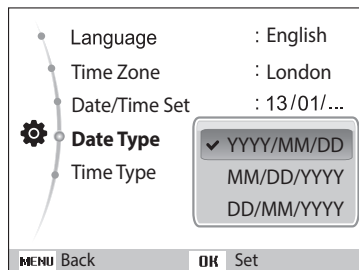 Language : English
Time Zone : London
Date/Time Set : 13/01/...
Date Type
YYYY/MM/DD
Time Type
MM/DD/YYYY
DD/MM/YYYY
MENU Back OK Set